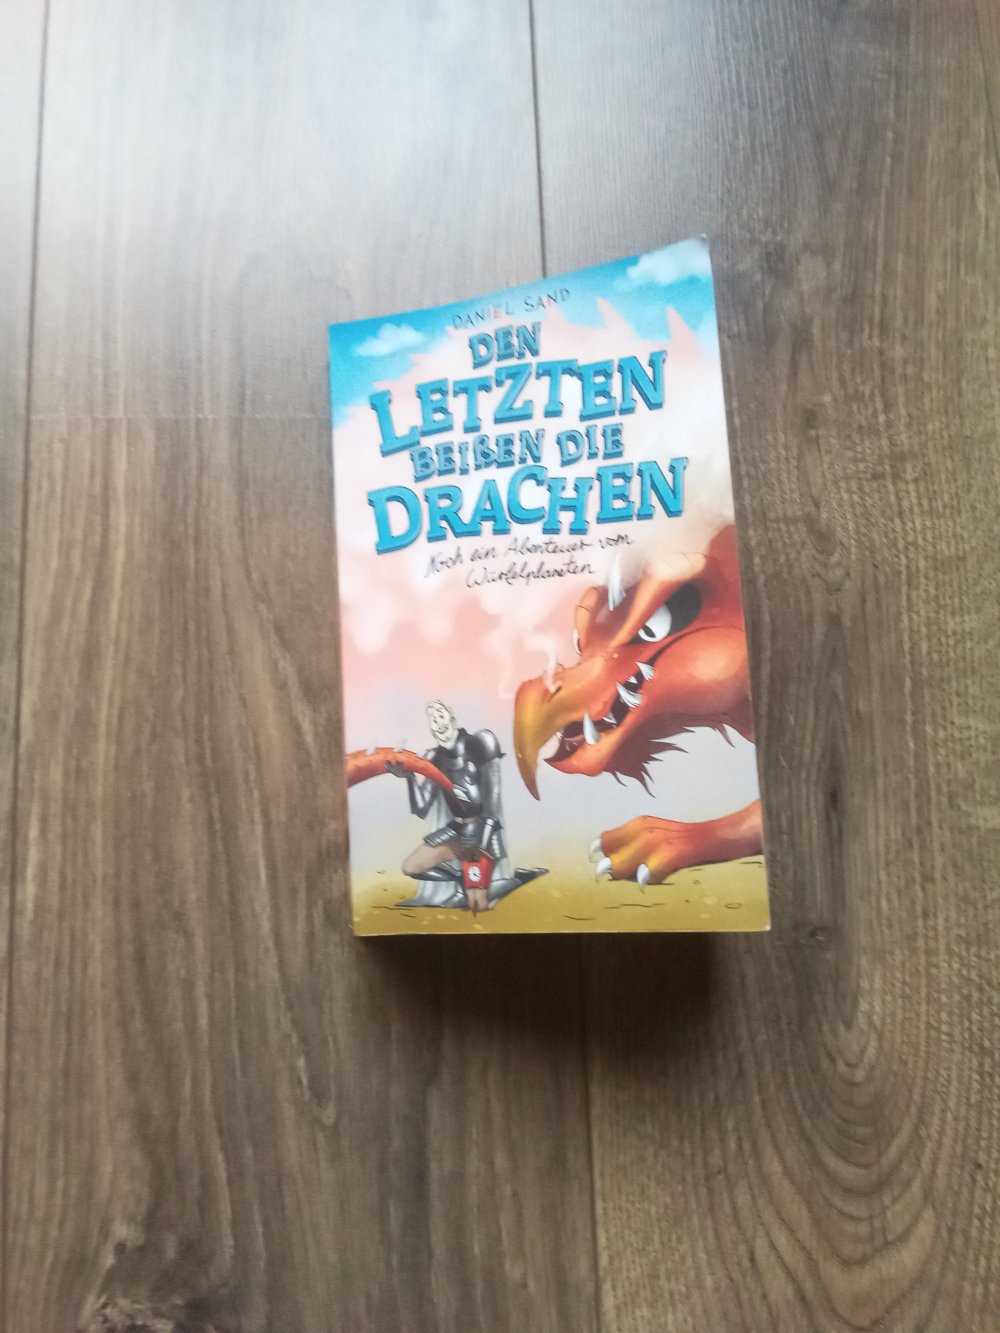 DANIEL SAND
DEN
LETZTEN
BEIẞEN DIE
DRACHEN
Noch ein Abenteuer vom
Würfelplaneten